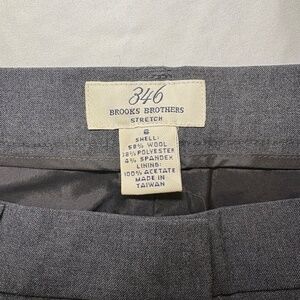 346
BROOKS BROTHERS
STRETCH
6
SHELL:
58% WOOL
38% POLYESTER
4% SPANDEX
LINING:
100% ACETATE
MADE IN
TAIWAN